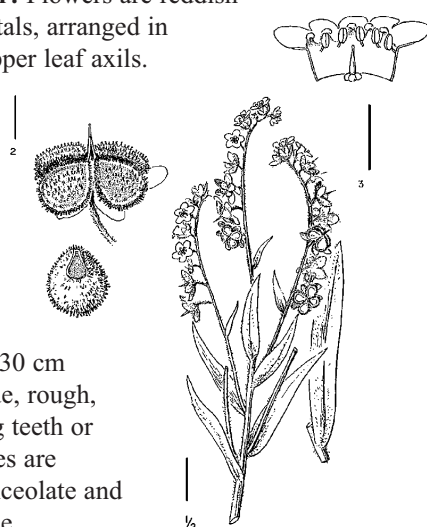 Flowers are reddish
tals, arranged in
per leaf axils.
2
3
30 cm
e, rough,
g teeth or
es are
ceolate and
e
½